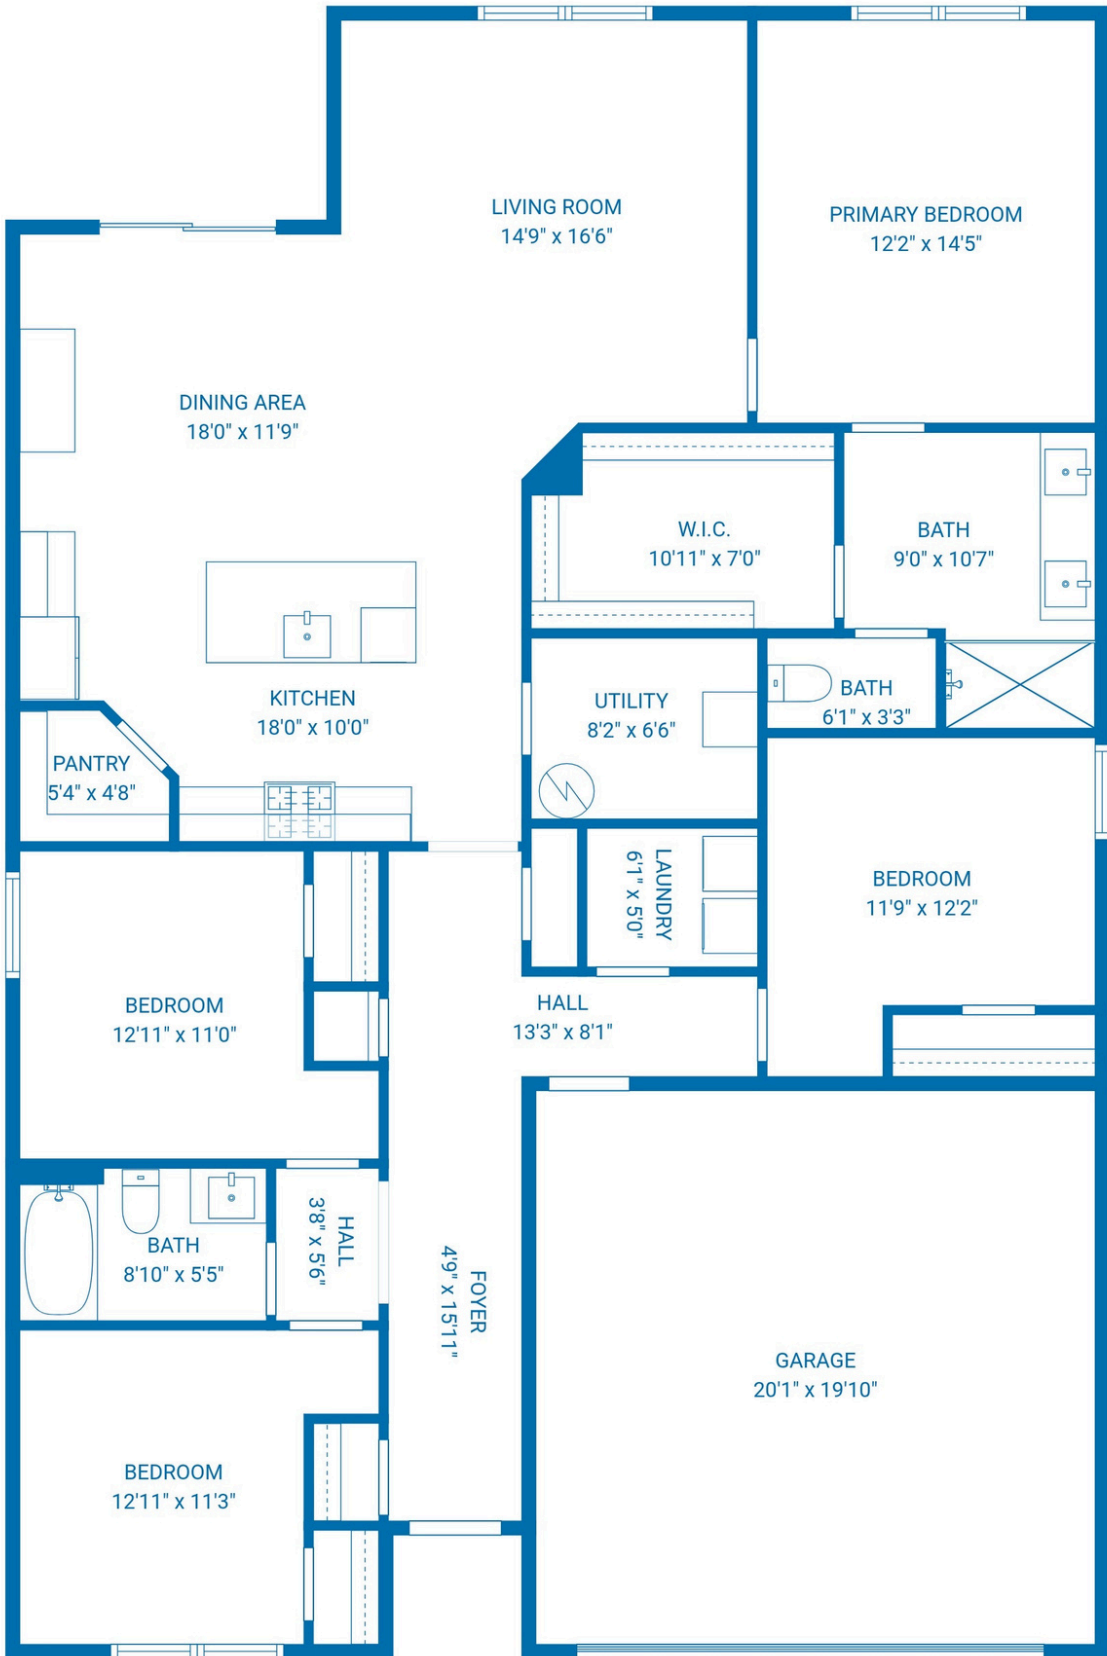 LIVING ROOM
14'9" x 16'6"
PRIMARY BEDROOM
12'2" x 14'5"
DINING AREA
18'0" x 11'9"
W.I.C.
10'11" x 7'0"
BATH
9'0" x 10'7"
KITCHEN
18'0" x 10'0"
UTILITY
8'2" x 6'6"
BATH
6'1" x 3'3"
PANTRY
5'4" x 4'8"
LAUNDRY
6'1" x 5'0"
BEDROOM
11'9" x 12'2"
BEDROOM
12'11" x 11'0"
HALL
13'3" x 8'1"
BATH
8'10" x 5'5"
HALL
3'8" x 5'6"
FOYER
4'9" x 15'11"
GARAGE
20'1" x 19'10"
BEDROOM
12'11" x 11'3"